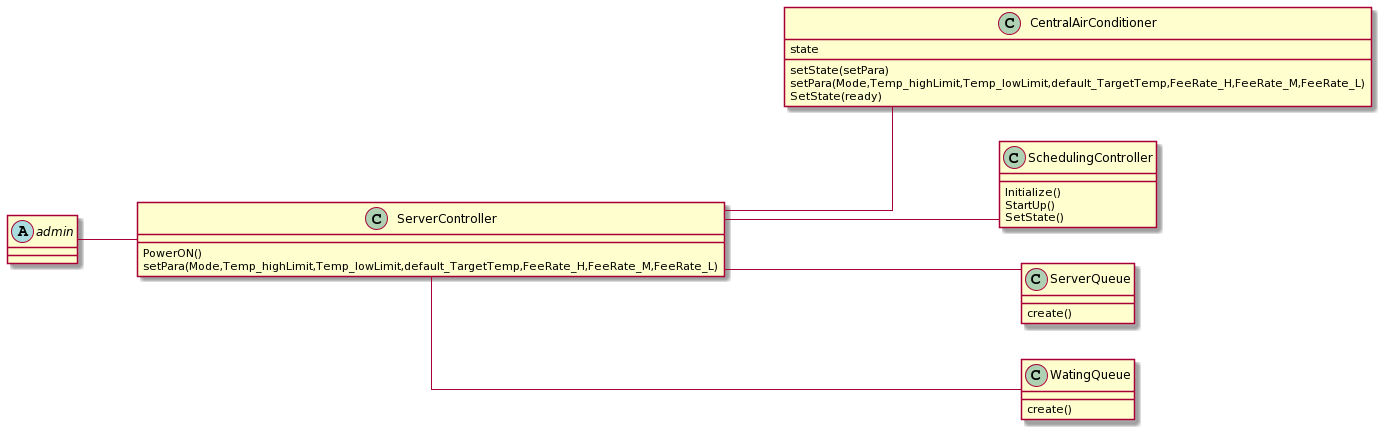 C CentralAirConditioner
state
setState(setPara)
setPara(Mode,Temp_highLimit,Temp_lowLimit,default_TargetTemp,FeeRate_H,FeeRate_M,FeeRate_L)
SetState(ready)
C SchedulingController
Initialize()
StartUp()
SetState()
A admin
C ServerController
PowerON()
setPara(Mode,Temp_highLimit,Temp_lowLimit,default_TargetTemp,FeeRate_H,FeeRate_M,FeeRate_L)
C ServerQueue
create()
C WatingQueue
create()